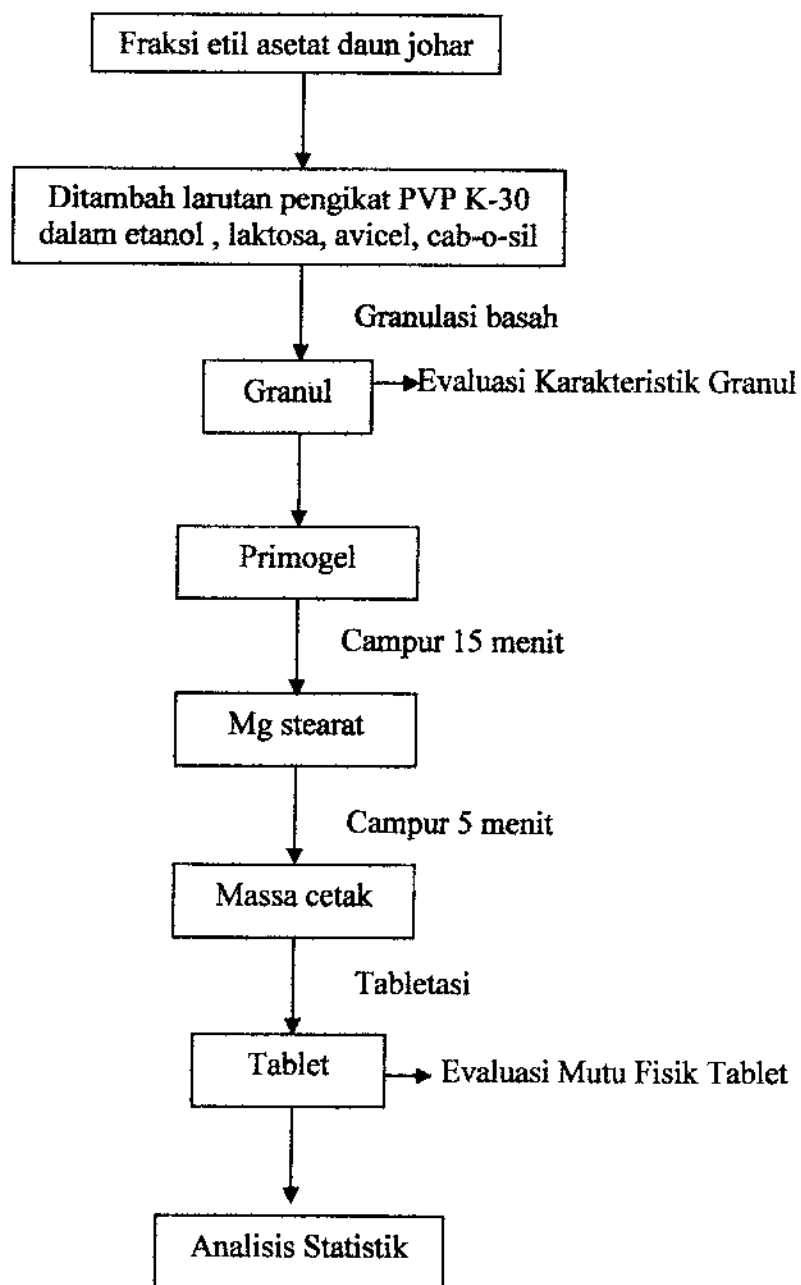 Fraksi etil asetat daun johar
Ditambah larutan pengikat PVP K-30
dalam etanol , laktosa, avicel, cab-o-sil
Granulasi basah
Granul
Evaluasi Karakteristik Granul
Primogel
Campur 15 menit
Mg stearat
Campur 5 menit
Massa cetak
Tabletasi
Tablet
Evaluasi Mutu Fisik Tablet
Analisis Statistik